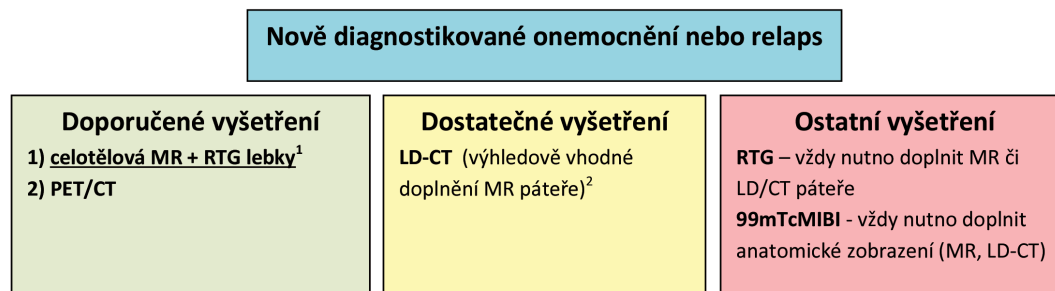 Nově diagnostikované onemocnění nebo relaps
Doporučené vyšetření
1) celotělová MR + RTG lebky1
2) PET/CT
Dostatečné vyšetření
LD-CT (výhledově vhodné
doplnění MR páteře)2
Ostatní vyšetření
RTG – vždy nutno doplnit MR či
LD/CT páteře
99mTcMIBI - vždy nutno doplnit
anatomické zobrazení (MR, LD-CT)